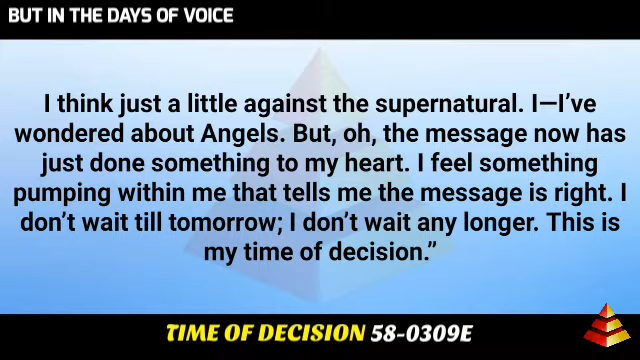 BUT IN THE DAYS OF VOICE
I think just a little against the supernatural. I—I’ve
wondered about Angels. But, oh, the message now has
just done something to my heart. I feel something
pumping within me that tells me the message is right. I
don’t wait till tomorrow; I don’t wait any longer. This is
my time of decision.”
TIME OF DECISION 58-0309E